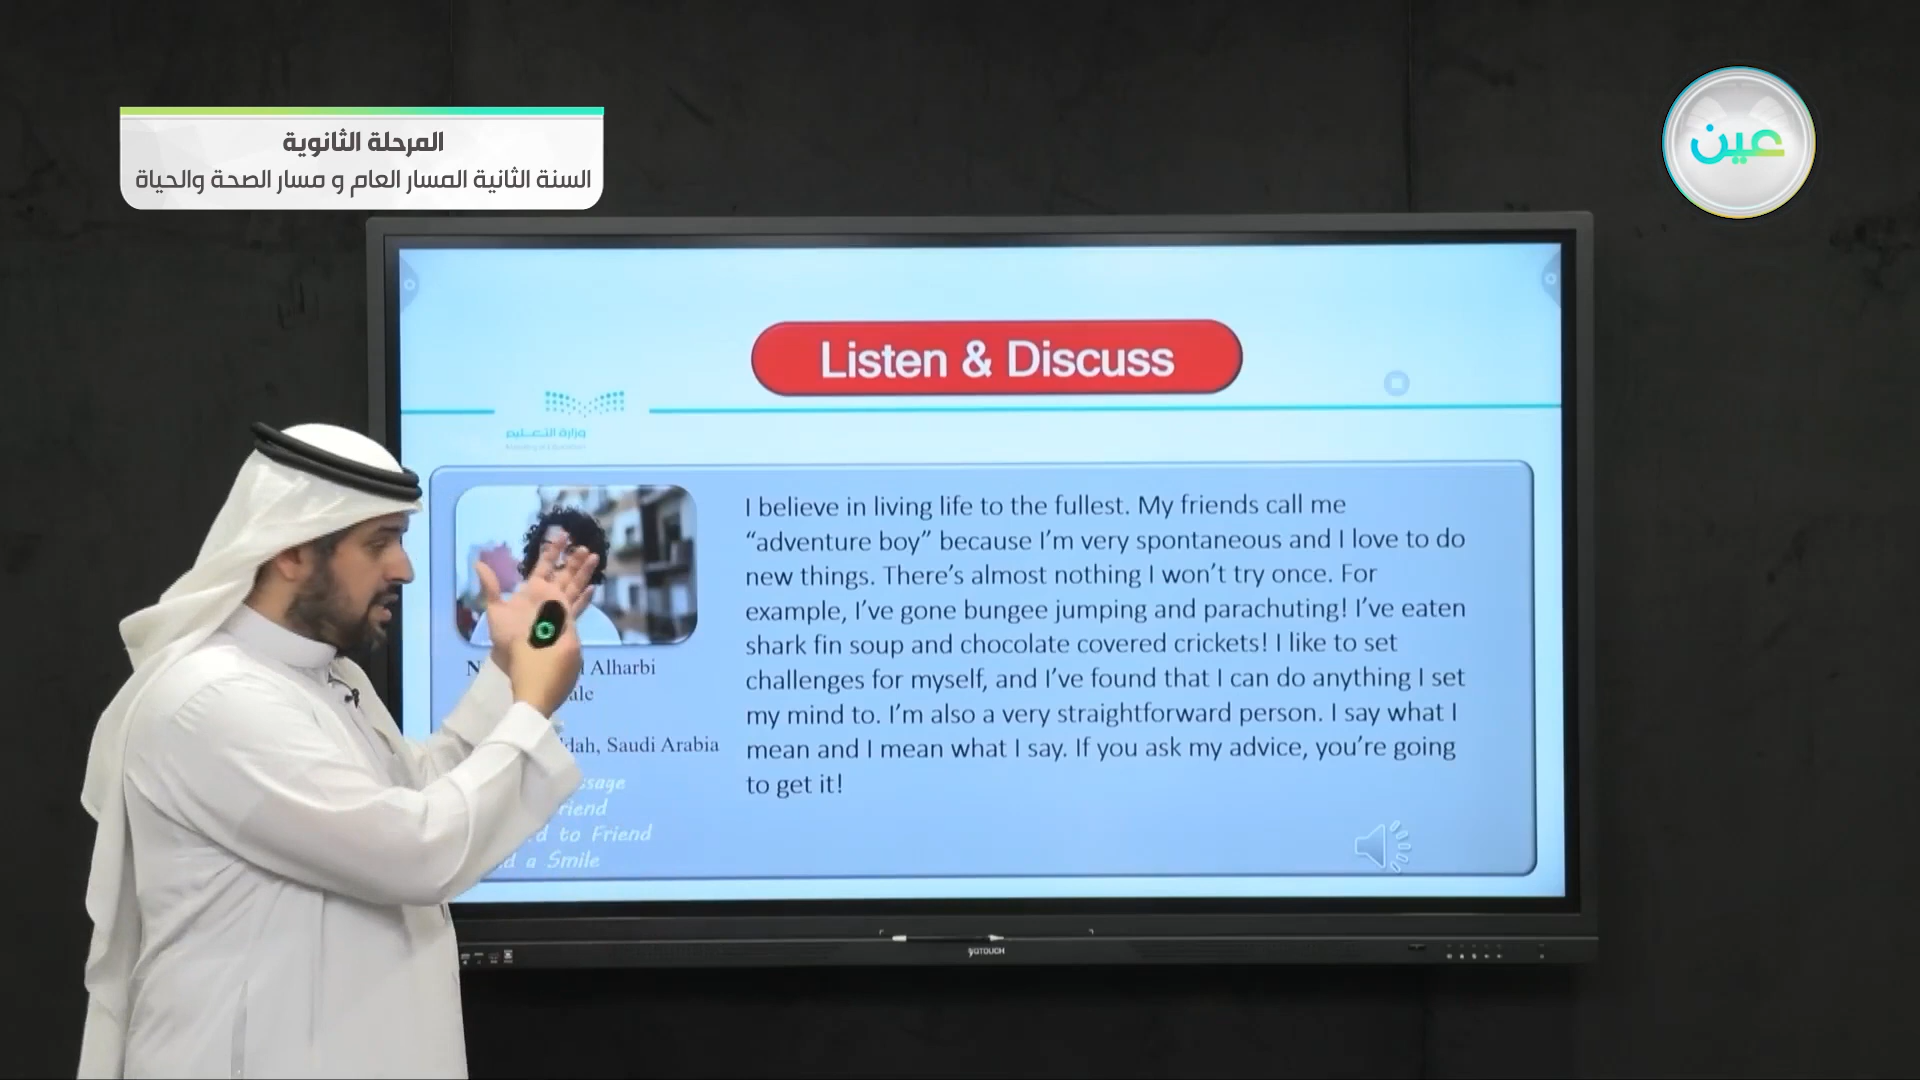 المرحلة الثانوية
السنة الثانية المسار العام و مسار الصحة والحياة
عين
Listen & Discuss
وزارة التعليم
Ministry of Education
Alharbi
Saudi Arabia
I believe in living life to the fullest. My friends call me
“adventure boy” because I’m very spontaneous and I love to do
new things. There’s almost nothing I won’t try once. For
example, I’ve gone bungee jumping and parachuting! I’ve eaten
shark fin soup and chocolate covered crickets! I like to set
challenges for myself, and I’ve found that I can do anything I set
my mind to. I’m also a very straightforward person. I say what I
mean and I mean what I say. If you ask my advice, you’re going
to get it!
to Friend
a Smile
YQTOUCH